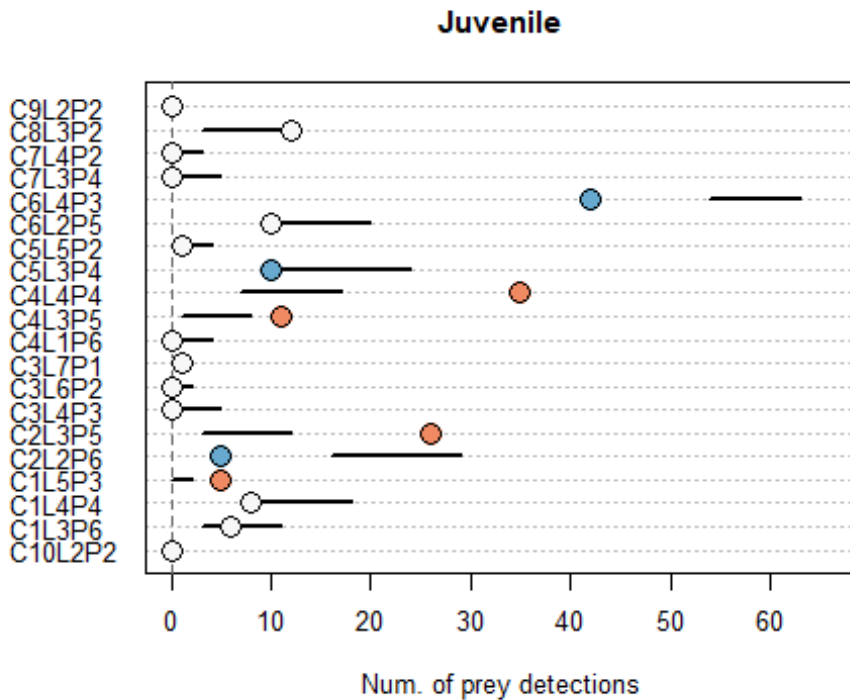 Juvenile
C9L2P2
C8L3P2
C7L4P2
C7L3P4
C6L4P3
C6L2P5
C5L5P2
C5L3P4
C4L4P4
C4L3P5
C4L1P6
C3L7P1
C3L6P2
C3L4P3
C2L3P5
C2L2P6
C1L5P3
C1L4P4
C1L3P6
C10L2P2
0 10 20 30 40 50 60
Num. of prey detections